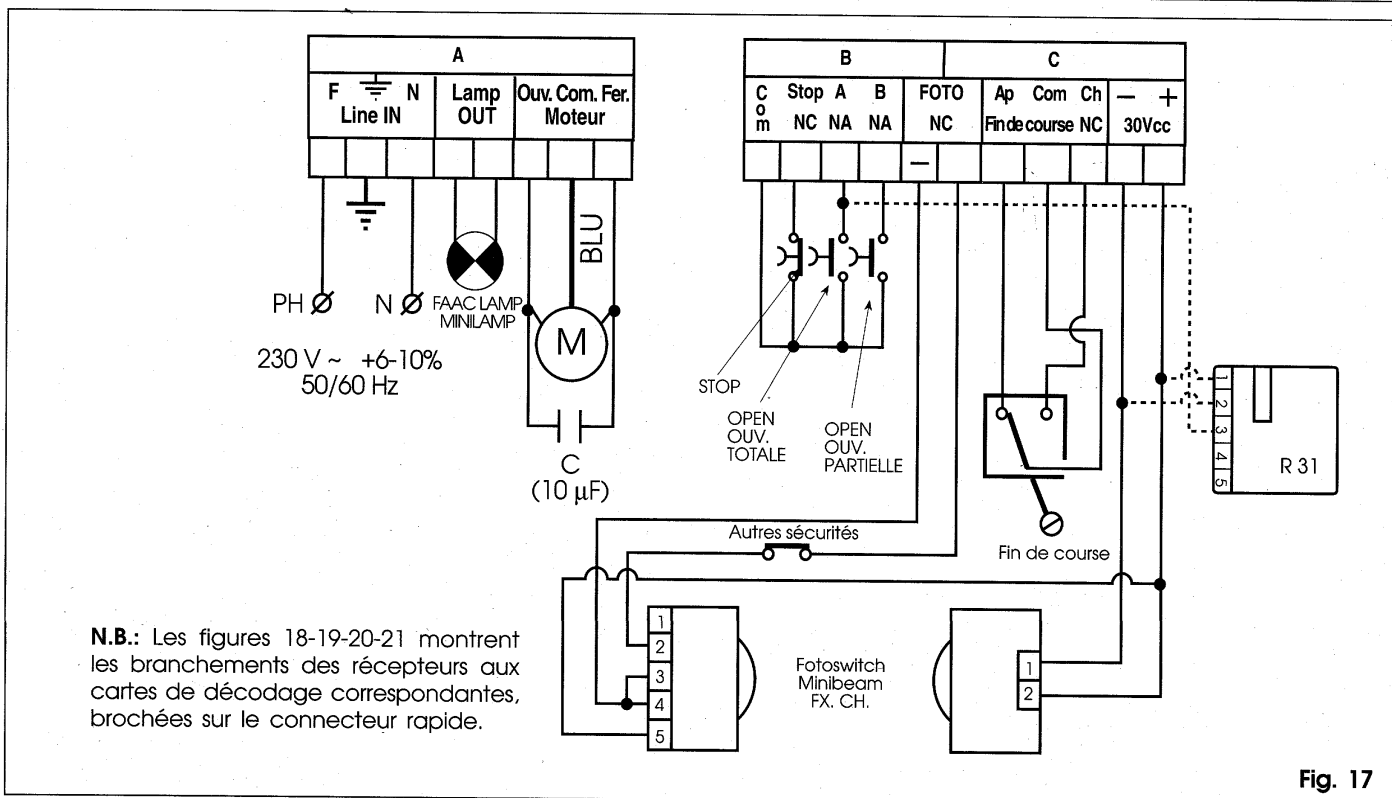 A
F N Lamp Ouv. Com. Fer.
Line IN OUT Moteur
B C
Com Stop A B FOTO Ap Com Ch — +
NC NA NA NC Fin de course NC 30Vcc
—
BLU
PH N FAAC LAMP
MINILAMP
M
230 V ~ +6-10%
50/60 Hz
C
(10 µF)
STOP
OPEN
OUV.
TOTALE
OPEN
OUV.
PARTIELLE
1
2
3
4
5
R 31
Autres sécurités
Fin de course
1
2
3
4
5
Fotoswitch
Minibeam
FX. CH.
1
2
N.B.: Les figures 18-19-20-21 montrent
les branchements des récepteurs aux
cartes de décodage correspondantes,
brochées sur le connecteur rapide.
Fig. 17